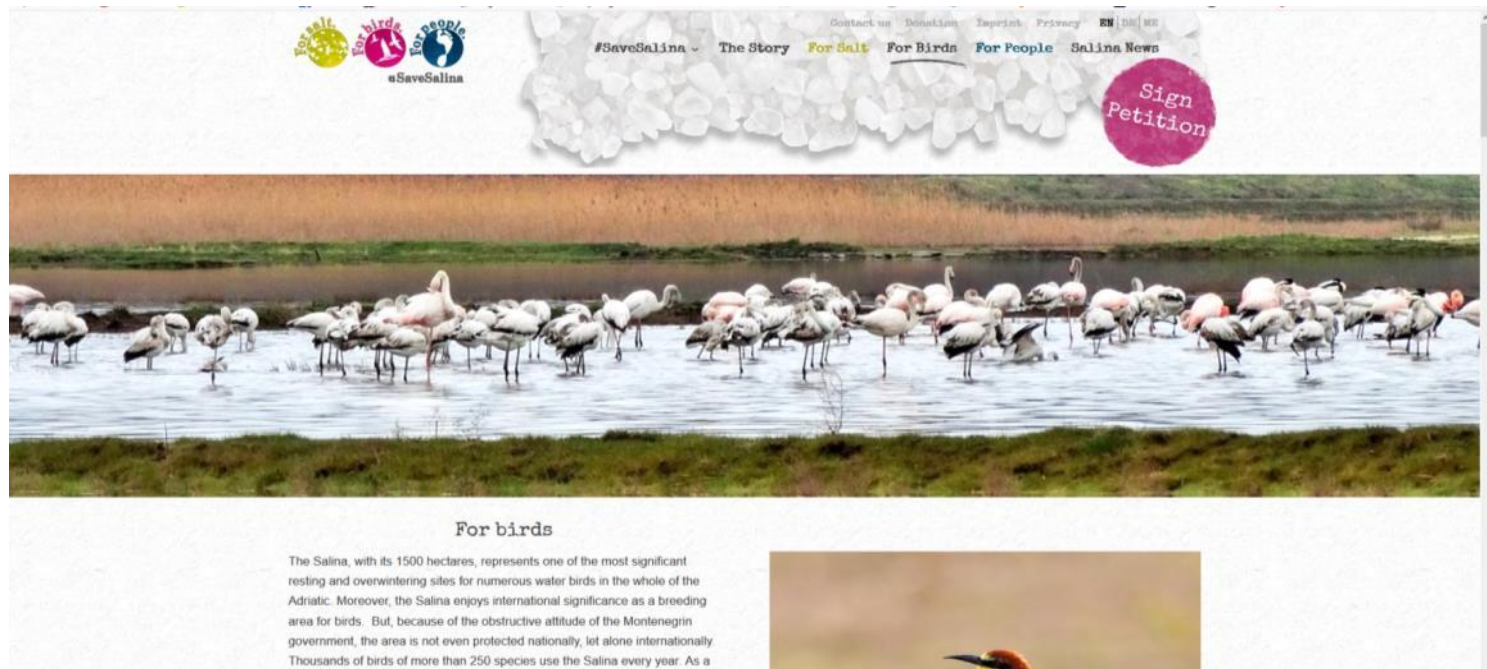 For salt. For birds. For people.
#SaveSalina
Contact us Donation Imprint Privacy EN | DE | ME
#SaveSalina The Story For Salt For Birds For People Salina News
Sign
Petition
For birds
The Salina, with its 1500 hectares, represents one of the most significant
resting and overwintering sites for numerous water birds in the whole of the
Adriatic. Moreover, the Salina enjoys international significance as a breeding
area for birds. But, because of the obstructive attitude of the Montenegrin
government, the area is not even protected nationally, let alone internationally.
Thousands of birds of more than 250 species use the Salina every year. As a